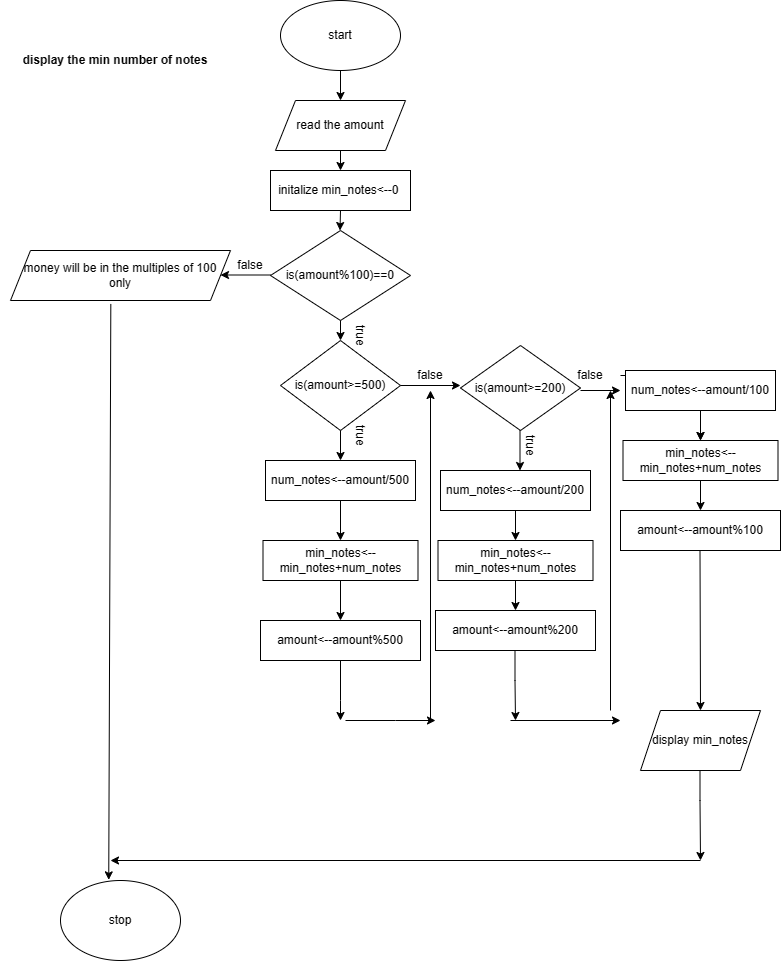 start
display the min number of notes
read the amount
initalize min_notes<--0
is(amount%100)==0
false
money will be in the multiples of 100
only
true
is(amount>=500)
false
is(amount>=200)
false
num_notes<--amount/100
true
true
min_notes<--
min_notes+num_notes
num_notes<--amount/500
num_notes<--amount/200
amount<--amount%100
min_notes<--
min_notes+num_notes
min_notes<--
min_notes+num_notes
amount<--amount%500
amount<--amount%200
display min_notes
stop